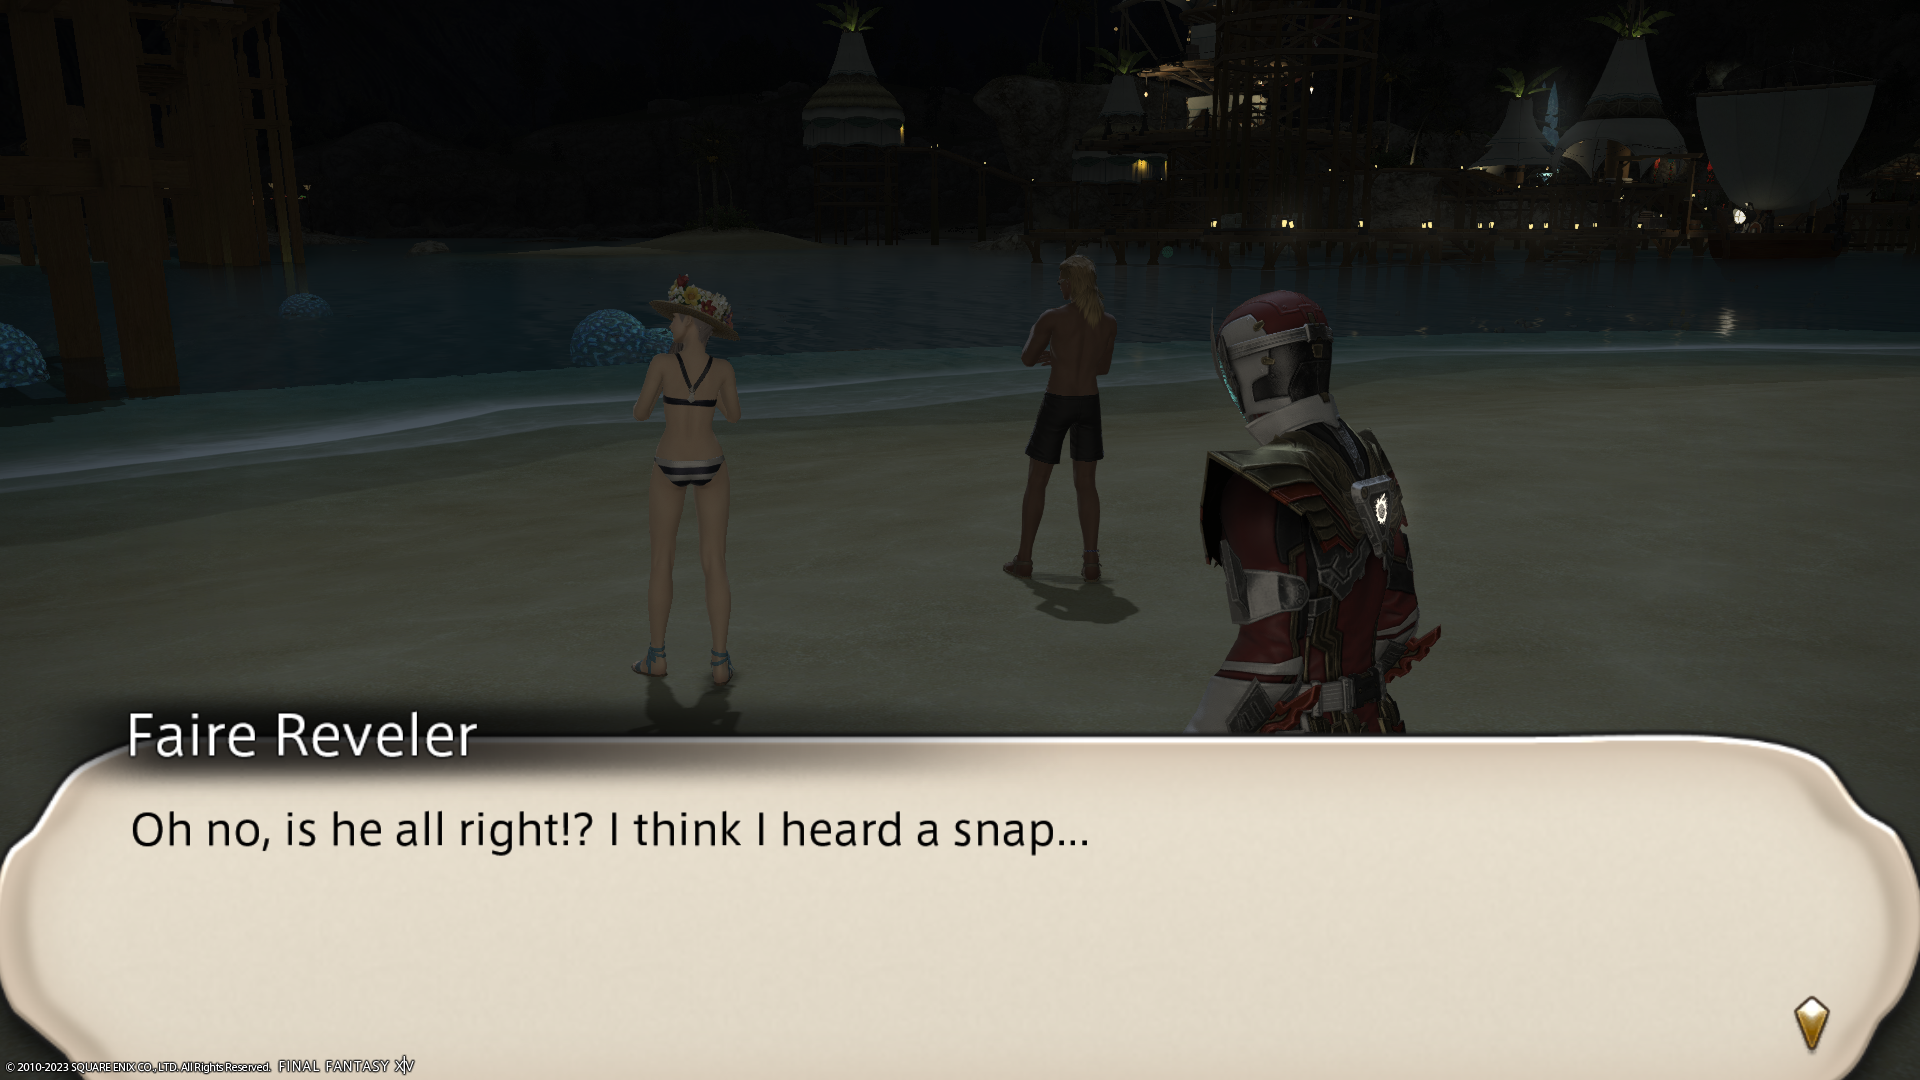 Faire Reveler
Oh no, is he all right!? I think I heard a snap...
© 2010-2023 SQUARE ENIX CO., LTD. All Rights Reserved. FINAL FANTASY XIV